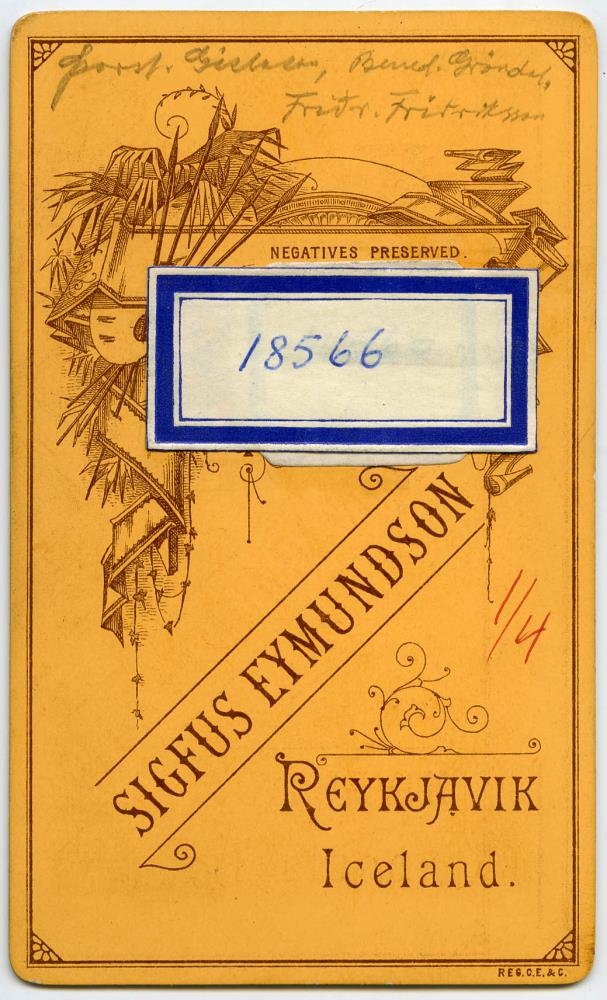 Þorst. Gíslason, Bened. Gröndal,
Friðr. Friðriksson
NEGATIVES PRESERVED.
18566
SIGFUS EYMUNDSON
1/4
REYKJAVIK
Iceland.
REG. O.E. & C.